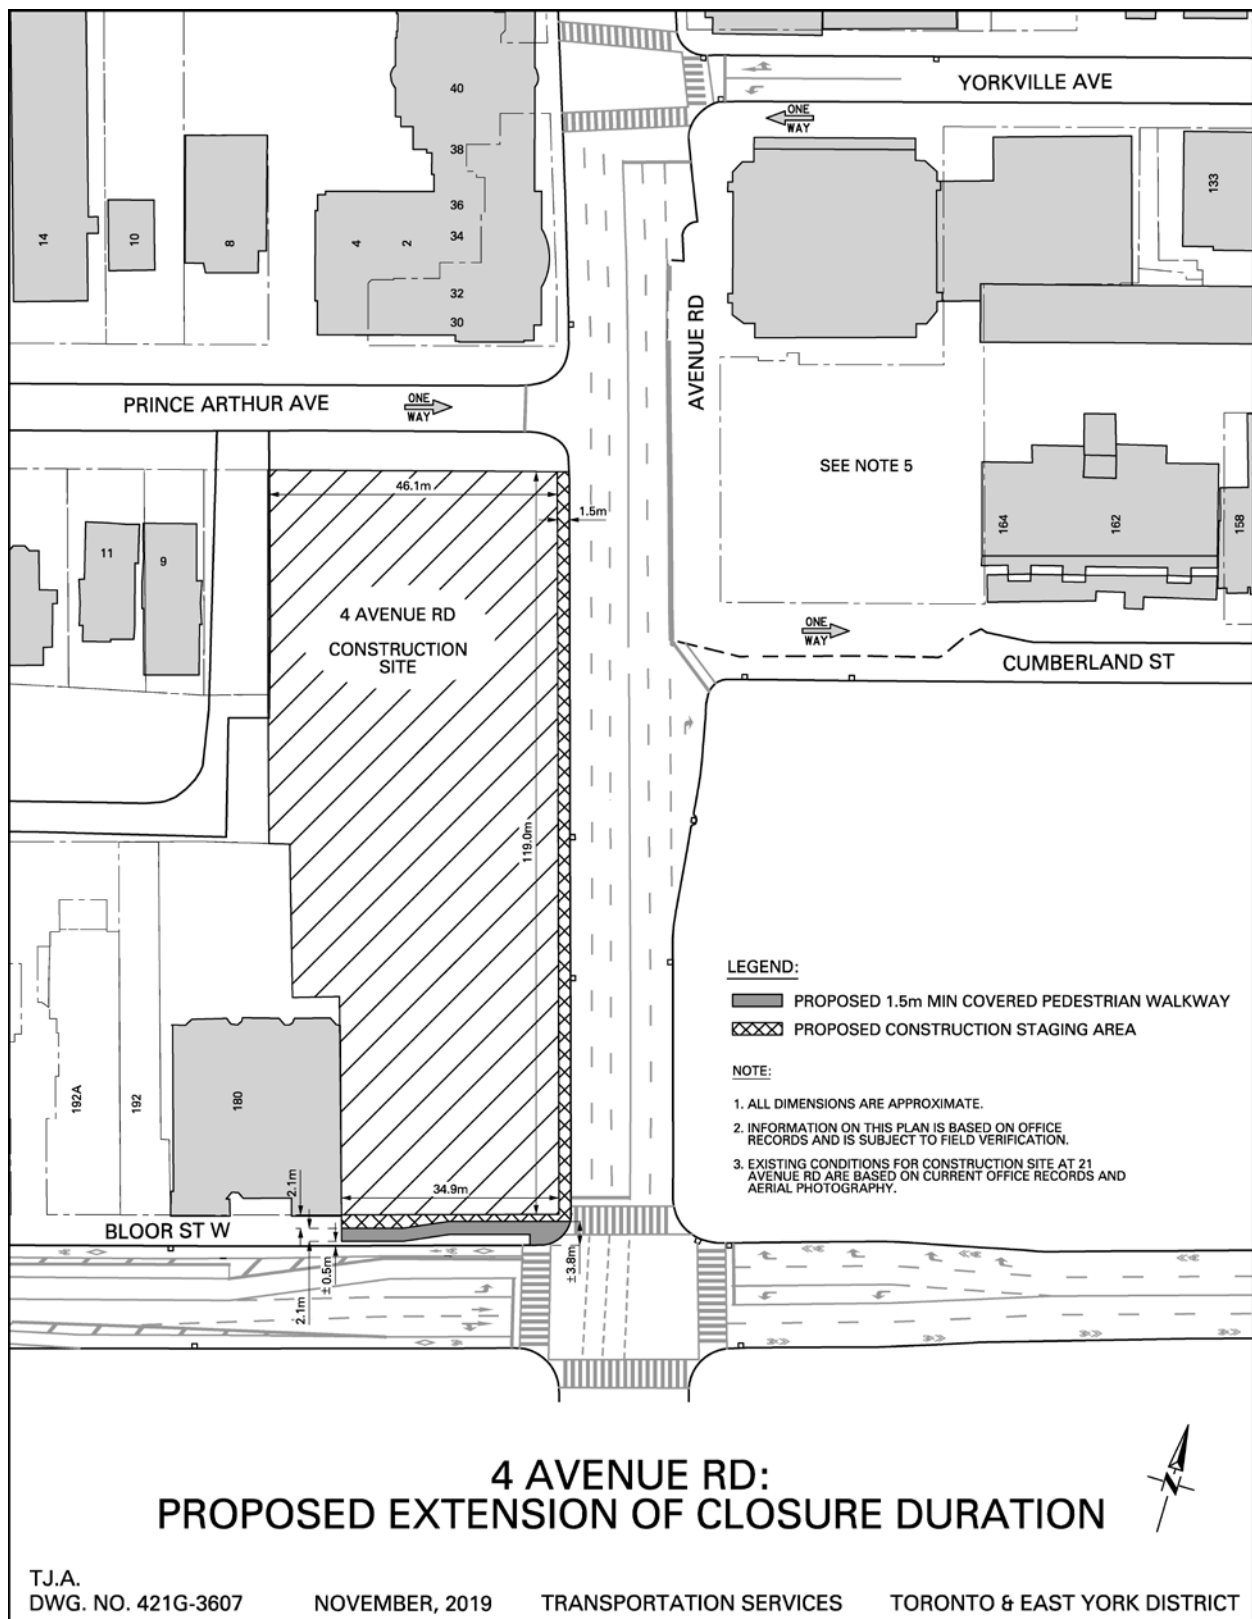 YORKVILLE AVE
ONE
WAY
40
38
36
34
32
30
14
10
8
4
2
133
AVENUE RD
PRINCE ARTHUR AVE
ONE
WAY
SEE NOTE 5
46.1m
1.5m
164
162
158
11
9
4 AVENUE RD
CONSTRUCTION
SITE
ONE
WAY
CUMBERLAND ST
119.0m
LEGEND:
PROPOSED 1.5m MIN COVERED PEDESTRIAN WALKWAY
PROPOSED CONSTRUCTION STAGING AREA
NOTE:
1. ALL DIMENSIONS ARE APPROXIMATE.
2. INFORMATION ON THIS PLAN IS BASED ON OFFICE
RECORDS AND IS SUBJECT TO FIELD VERIFICATION.
3. EXISTING CONDITIONS FOR CONSTRUCTION SITE AT 21
AVENUE RD ARE BASED ON CURRENT OFFICE RECORDS AND
AERIAL PHOTOGRAPHY.
192A
192
180
2.1m
34.9m
BLOOR ST W
±0.5m
2.1m
±3.8m
4 AVENUE RD:
PROPOSED EXTENSION OF CLOSURE DURATION
N
TJ.A.
DWG. NO. 421G-3607
NOVEMBER, 2019
TRANSPORTATION SERVICES
TORONTO & EAST YORK DISTRICT